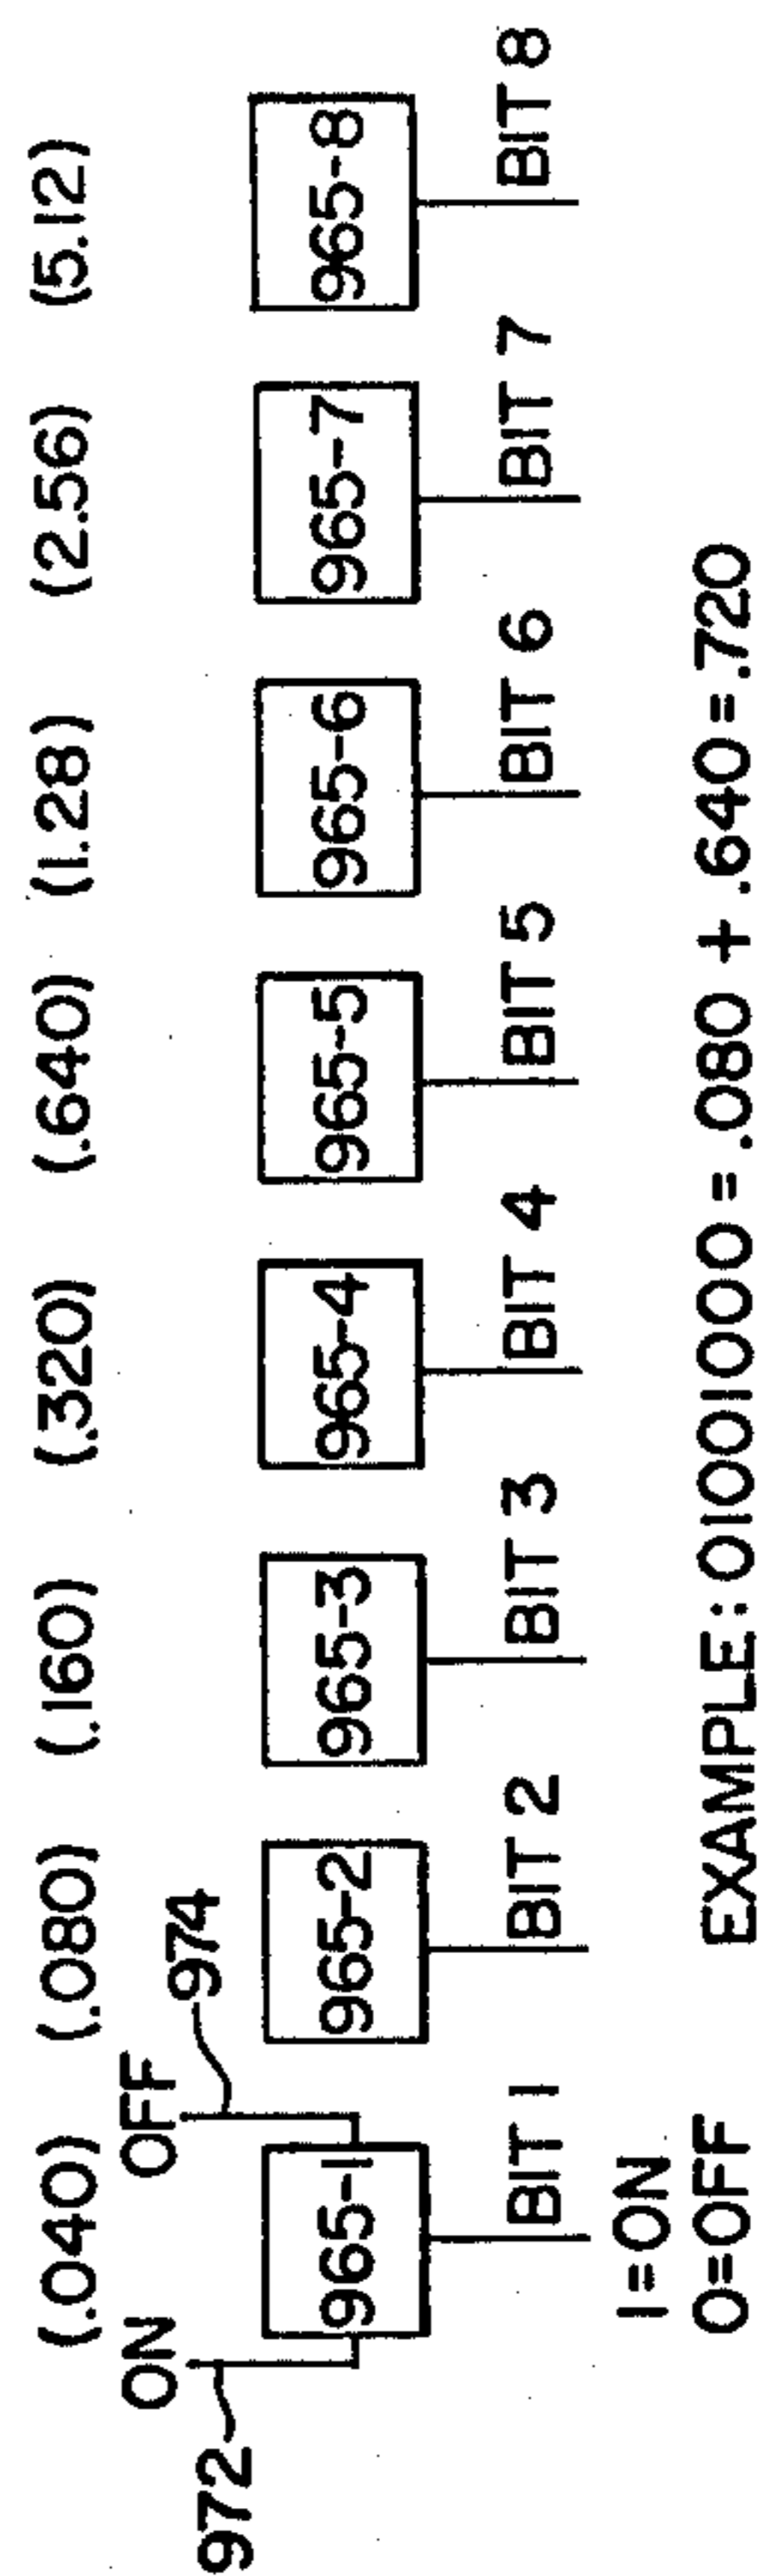 (.040) (.080) (.160) (.320) (.640) (1.28) (2.56) (5.12)
ON OFF
972 974
965-1 965-2 965-3 965-4 965-5 965-6 965-7 965-8
BIT 1 BIT 2 BIT 3 BIT 4 BIT 5 BIT 6 BIT 7 BIT 8
1=ON
0=OFF EXAMPLE: 01001000 = .080 + .640 = .720